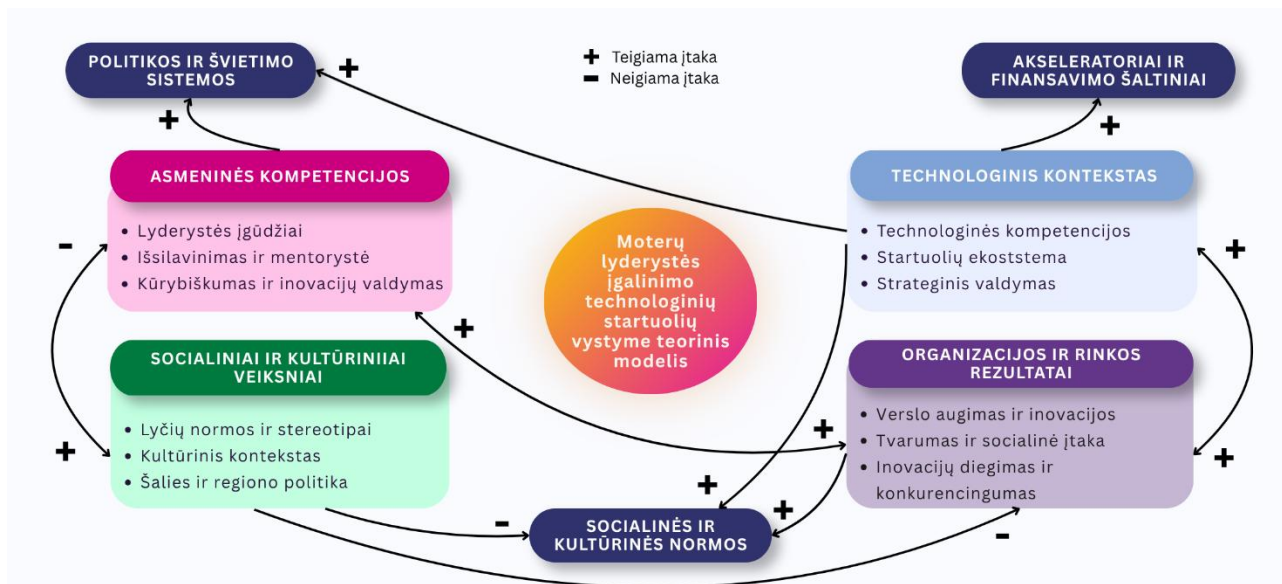 POLITIKOS IR ŠVIETIMO
SISTEMOS
+
+ Teigiama įtaka
- Neigiama įtaka
AKSELERATORIAI IR
FINANSAVIMO ŠALTINIAI
+
+
ASMENINĖS KOMPETENCIJOS
• Lyderystės įgūdžiai
• Išsilavinimas ir mentorystė
• Kūrybiškumas ir inovacijų valdymas
-
+
Moterų
lyderystės
įgalinimo
technologinių
startuolių
vystyme teorinis
modelis
TECHNOLOGINIS KONTEKSTAS
• Technologinės kompetencijos
• Startuolių ekoststema
• Strateginis valdymas
+
SOCIALINIAI IR KULTŪRINIIAI
VEIKSNIAI
• Lyčių normos ir stereotipai
• Kultūrinis kontekstas
• Šalies ir regiono politika
+
ORGANIZACIJOS IR RINKOS
REZULTATAI
• Verslo augimas ir inovacijos
• Tvarumas ir socialinė įtaka
• Inovacijų diegimas ir
konkurencingumas
+
+
+
+
-
SOCIALINĖS IR
KULTŪRINĖS NORMOS
-